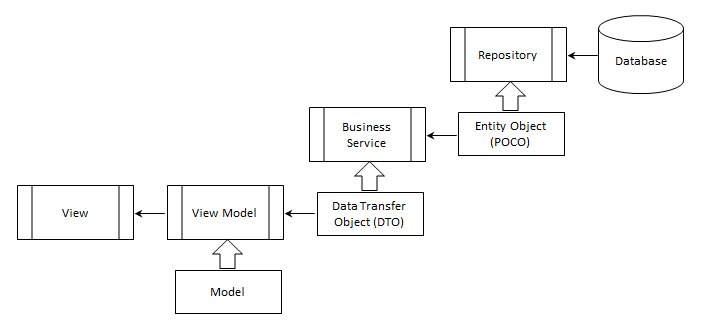 Repository
Database
Business
Service
Entity Object
(POCO)
View
View Model
Data Transfer
Object (DTO)
Model